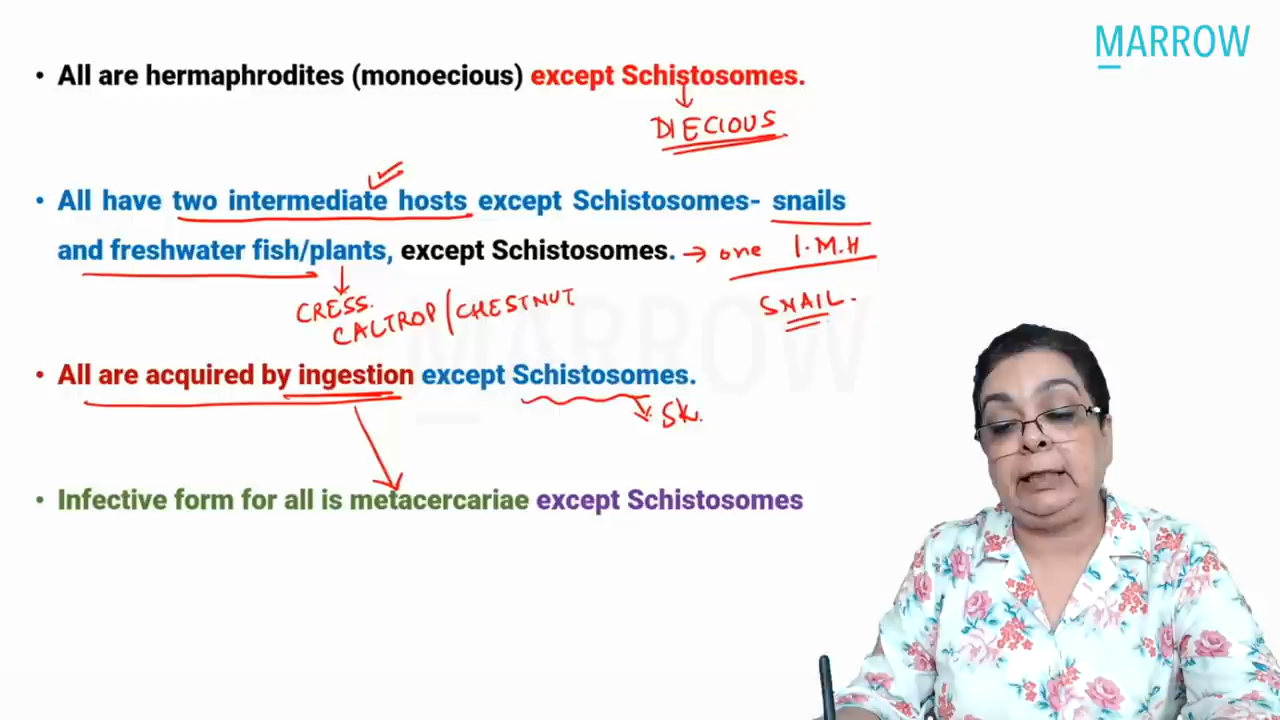 MARROW
• All are hermaphrodites (monoecious) except Schistosomes.
DIECIOUS
• All have two intermediate hosts except Schistosomes- snails
and freshwater fish/plants, except Schistosomes. → one I.M.H
CRESS.
CALTROP/CHESTNUT
SNAIL.
• All are acquired by ingestion except Schistosomes.
Sk.
• Infective form for all is metacercariae except Schistosomes
MARROW